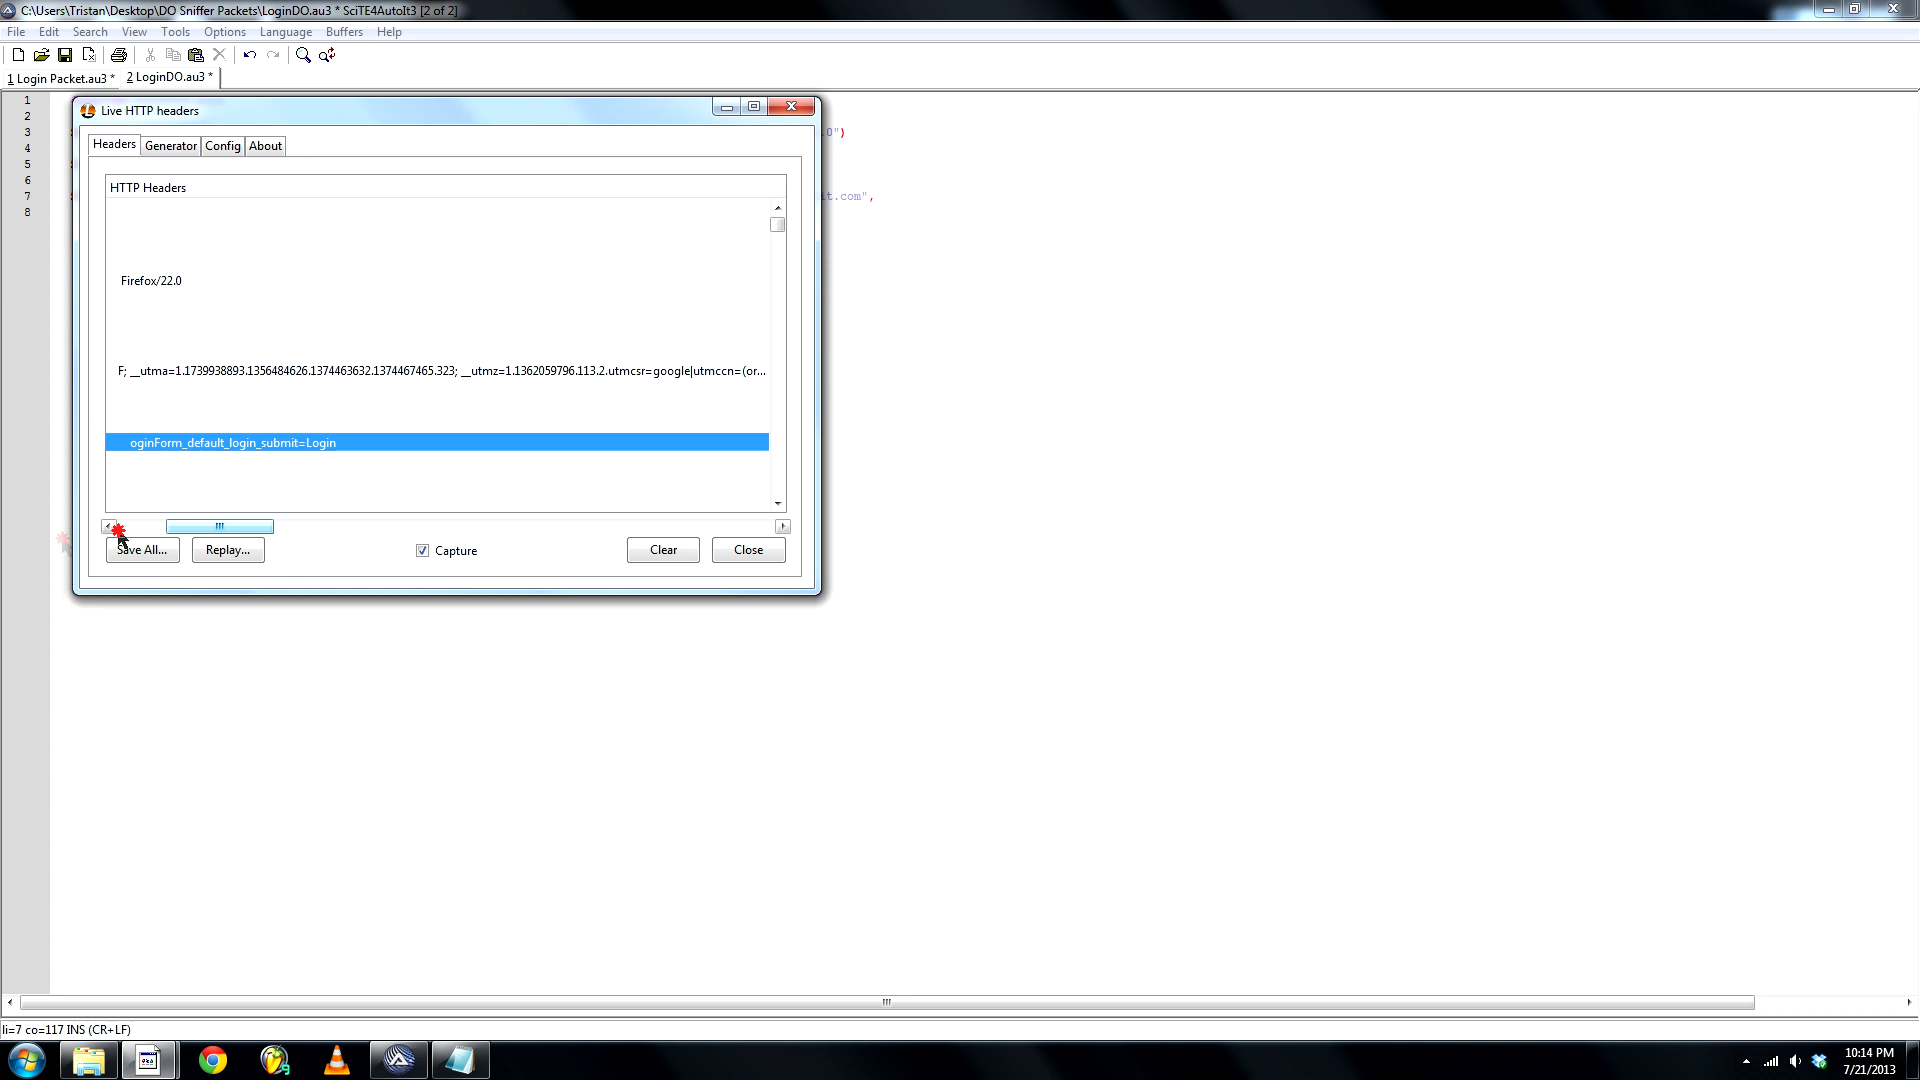 C:\Users\Tristan\Desktop\DO Sniffer Packets\LoginDO.au3 * SciTE4AutoIt3 [2 of 2]
File Edit Search View Tools Options Language Buffers Help
1 Login Packet.au3 * 2 LoginDO.au3 *
1
2
3 .0")
4
5
6
7 it.com",
8
Live HTTP headers
Headers Generator Config About
HTTP Headers
Firefox/22.0
F; __utma=1.1739938893.1356484626.1374463632.1374467465.323; __utmz=1.1362059796.113.2.utmcsr=google|utmccn=(or...
oginForm_default_login_submit=Login
Save All... Replay... Capture Clear Close
li=7 co=117 INS (CR+LF)
10:14 PM
7/21/2013